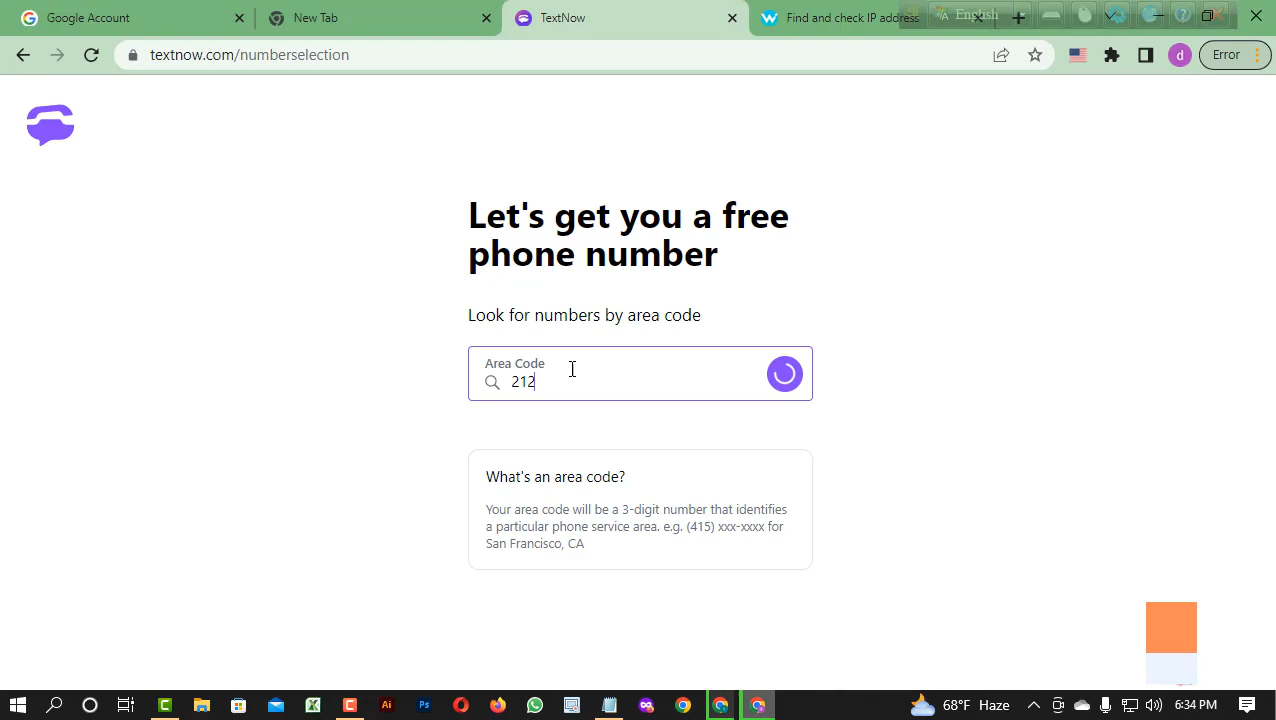 Google Account
New Tab
TextNow
Find and check IP address
English
textnow.com/numberselection
d
Error
Let's get you a free
phone number
Look for numbers by area code
Area Code
212
What's an area code?
Your area code will be a 3-digit number that identifies
a particular phone service area. e.g. (415) xxx-xxxx for
San Francisco, CA
68°F Haze
6:34 PM